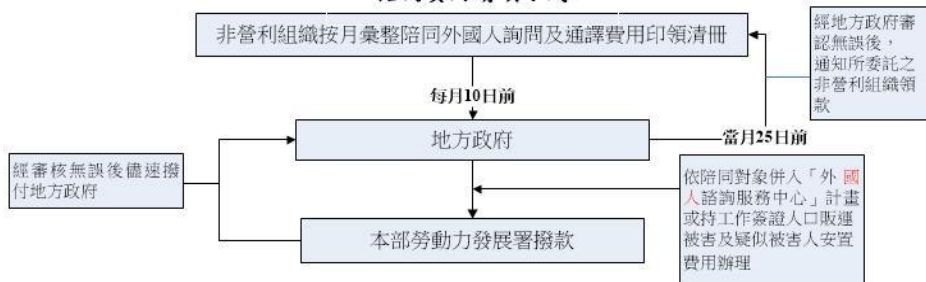 非營利組織按月彙整陪同外國人詢問及通譯費用印領清冊
經地方政府審
認無誤後，
通知所委託之
非營利組織領
款
每月10日前
地方政府
當月25日前
經審核無誤後儘速撥
付地方政府
依陪同對象併入「外國
人諮詢服務中心」計畫
或持工作簽證人口販運
被害及疑似被害人安置
費用辦理
本部勞動力發展署撥款